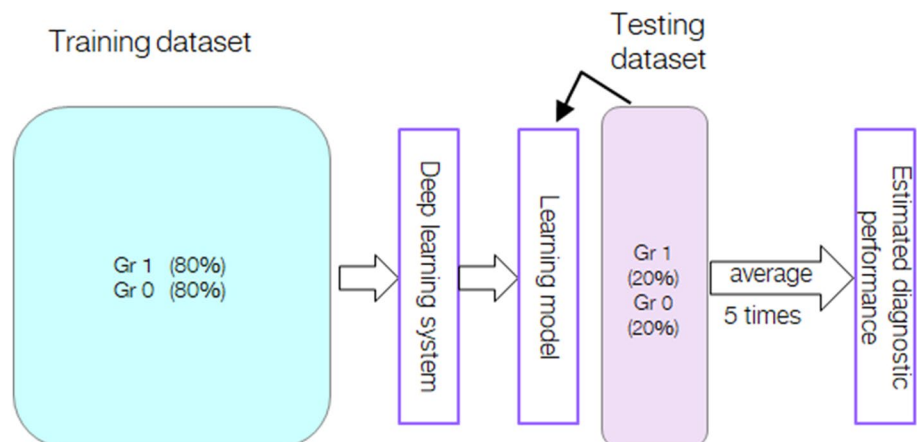 Training dataset
Testing
dataset
Gr 1 (80%)
Gr 0 (80%)
Deep learning system
Learning model
Gr 1
(20%)
Gr 0
(20%)
average
5 times
Estimated diagnostic
performance